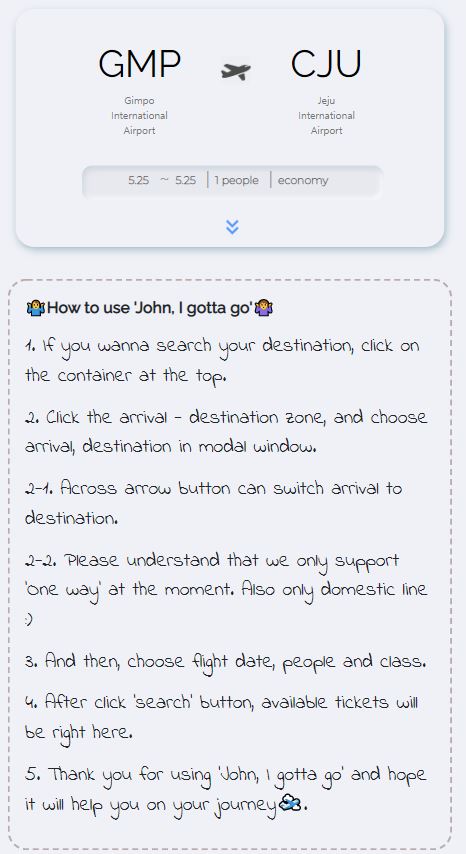 GMP CJU
Gimpo International Airport
Jeju International Airport
5.25 ~ 5.25 | 1 people | economy
🤷‍♂️How to use 'John, I gotta go'🤷‍♀️
1. If you wanna search your destination, click on
the container at the top.
2. Click the arrival - destination zone, and choose
arrival, destination in modal window.
2-1. Across arrow button can switch arrival to
destination.
2-2. Please understand that we only support
'one way' at the moment. Also only domestic line
:)
3. And then, choose flight date, people and class.
4. After click 'search' button, available tickets will
be right here.
5. Thank you for using 'John, I gotta go' and hope
it will help you on your journey.